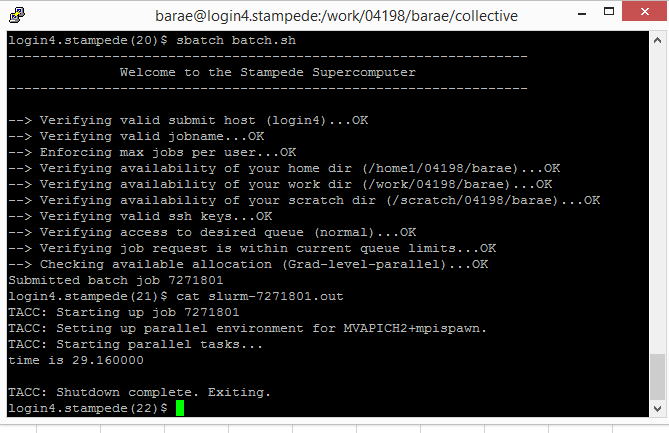 barae@login4.stampede:/work/04198/barae/collective
login4.stampede(20)$ sbatch batch.sh
-----------------------------------------------------------------
Welcome to the Stampede Supercomputer
-----------------------------------------------------------------
--> Verifying valid submit host (login4)...OK
--> Verifying valid jobname...OK
--> Enforcing max jobs per user...OK
--> Verifying availability of your home dir (/home1/04198/barae)...OK
--> Verifying availability of your work dir (/work/04198/barae)...OK
--> Verifying availability of your scratch dir (/scratch/04198/barae)...OK
--> Verifying valid ssh keys...OK
--> Verifying access to desired queue (normal)...OK
--> Verifying job request is within current queue limits...OK
--> Checking available allocation (Grad-level-parallel)...OK
Submitted batch job 7271801
login4.stampede(21)$ cat slurm-7271801.out
TACC: Starting up job 7271801
TACC: Setting up parallel environment for MVAPICH2+mpispawn.
TACC: Starting parallel tasks...
time is 29.160000
TACC: Shutdown complete. Exiting.
login4.stampede(22)$